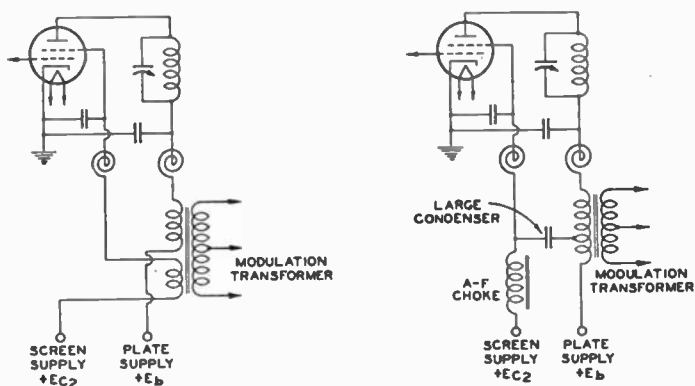 MODULATION
TRANSFORMER
SCREEN
SUPPLY
+EC2
PLATE
SUPPLY
+Eb
LARGE
CONDENSER
MODULATION
TRANSFORMER
A-F
CHOKE
SCREEN
SUPPLY
+EC2
PLATE
SUPPLY
+Eb